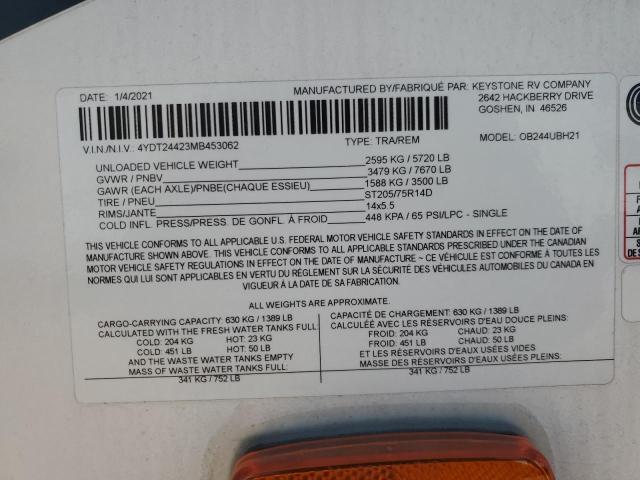 DATE: 1/4/2021
MANUFACTURED BY/FABRIQUÉ PAR: KEYSTONE RV COMPANY
2642 HACKBERRY DRIVE
GOSHEN, IN 46526
V.I.N./N.I.V.: 4YDT24423MB453062
TYPE: TRA/REM
MODEL: OB244UBH21
UNLOADED VEHICLE WEIGHT 2595 KG / 5720 LB
GVWR / PNBV 3479 KG / 7670 LB
GAWR (EACH AXLE)/PNBE(CHAQUE ESSIEU) 1588 KG / 3500 LB
TIRE / PNEU ST205/75R14D
RIMS/JANTE 14x5.5
COLD INFL. PRESS/PRESS. DE GONFL. À FROID 448 KPA / 65 PSI/LPC - SINGLE
THIS VEHICLE CONFORMS TO ALL APPLICABLE U.S. FEDERAL MOTOR VEHICLE SAFETY STANDARDS IN EFFECT ON THE DATE OF
MANUFACTURE SHOWN ABOVE. THIS VEHICLE CONFORMS TO ALL APPLICABLE STANDARDS PRESCRIBED UNDER THE CANADIAN
MOTOR VEHICLE SAFETY REGULATIONS IN EFFECT ON THE DATE OF MANUFACTURE ~ CE VÉHICULE EST CONFORME À TOUTES LES
NORMES QUI LUI SONT APPLICABLES EN VERTU DU RÉGLEMENT SUR LA SÉCURITÉ DES VÉHICULES AUTOMOBILES DU CANADA EN
VIGUEUR À LA DATE DE SA FABRICATION.
ALL WEIGHTS ARE APPROXIMATE.
CARGO-CARRYING CAPACITY: 630 KG / 1389 LB
CALCULATED WITH THE FRESH WATER TANKS FULL:
COLD: 204 KG HOT: 23 KG
COLD: 451 LB HOT: 50 LB
AND THE WASTE WATER TANKS EMPTY
MASS OF WASTE WATER TANKS FULL:
341 KG / 752 LB
CAPACITÉ DE CHARGEMENT: 630 KG / 1389 LB
CALCULÉE AVEC LES RÉSERVOIRS D'EAU DOUCE PLEINS:
FROID: 204 KG CHAUD: 23 KG
FROID: 451 LB CHAUD: 50 LB
ET LES RÉSERVOIRS D'EAUX USÉES VIDES
MASSE DES RÉSERVOIRS D'EAUX USÉES PLEIN:
341 KG / 752 LB